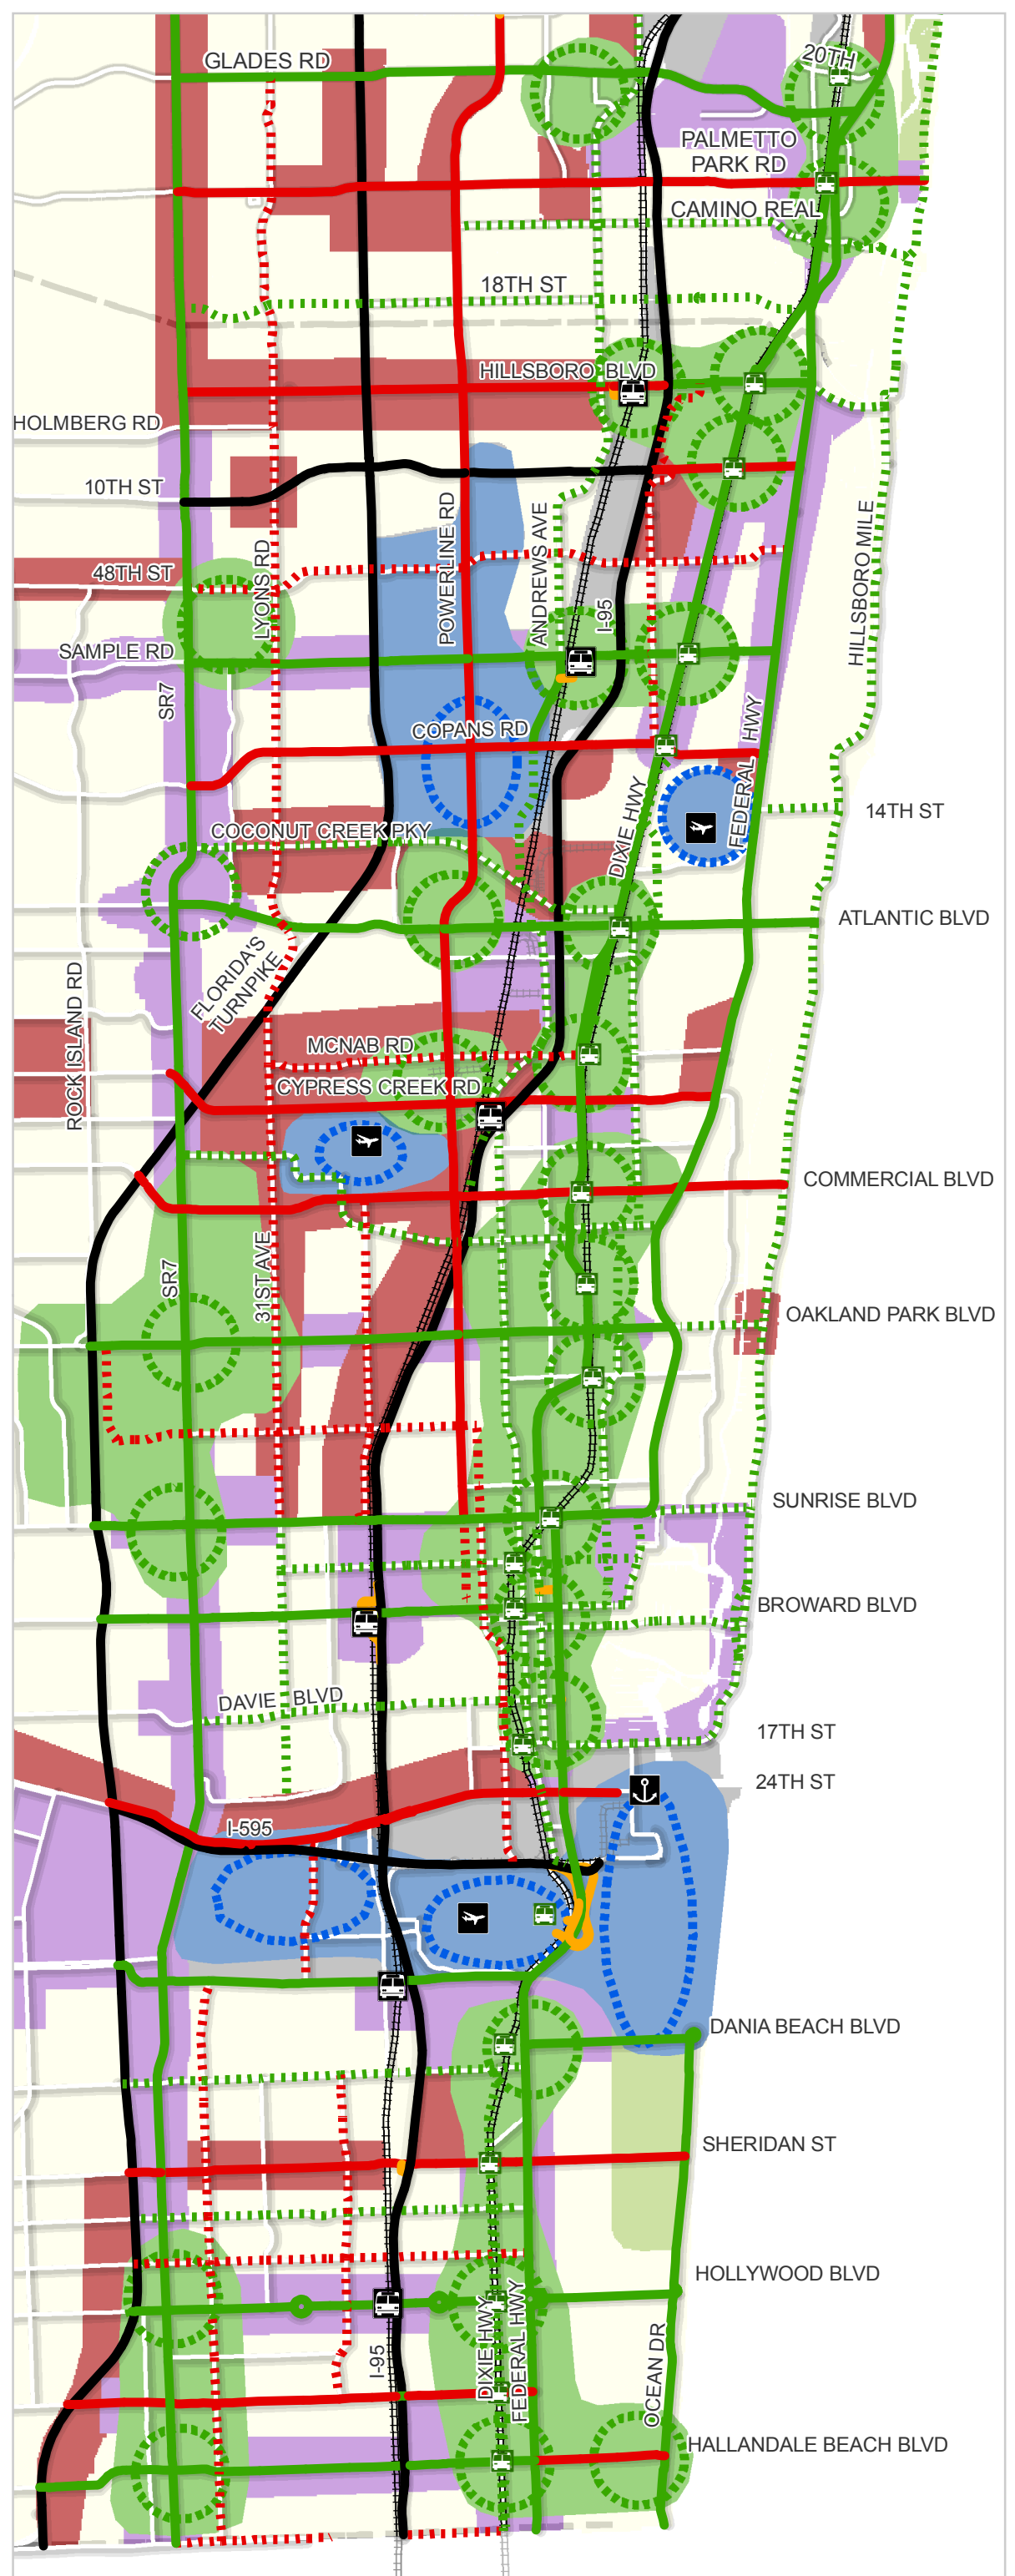 GLADES RD
20TH
PALMETTO
PARK RD
CAMINO REAL
18TH ST
HILLSBORO BLVD
HOLMBERG RD
10TH ST
POWERLINE RD
ANDREWS AVE
HILLSBORO MILE
48TH ST
LYONS RD
I-95
SAMPLE RD
SR7
COPANS RD
FEDERAL HWY
DIXIE HWY
14TH ST
COCONUT CREEK PKY
ATLANTIC BLVD
FLORIDA'S
TURNPIKE
ROCK ISLAND RD
MCNAB RD
CYPRESS CREEK RD
COMMERCIAL BLVD
SR7
31ST AVE
OAKLAND PARK BLVD
SUNRISE BLVD
BROWARD BLVD
DAVIE BLVD
17TH ST
24TH ST
I-595
DANIA BEACH BLVD
SHERIDAN ST
HOLLYWOOD BLVD
I-95
DIXIE HWY
FEDERAL HWY
OCEAN DR
HALLANDALE BEACH BLVD